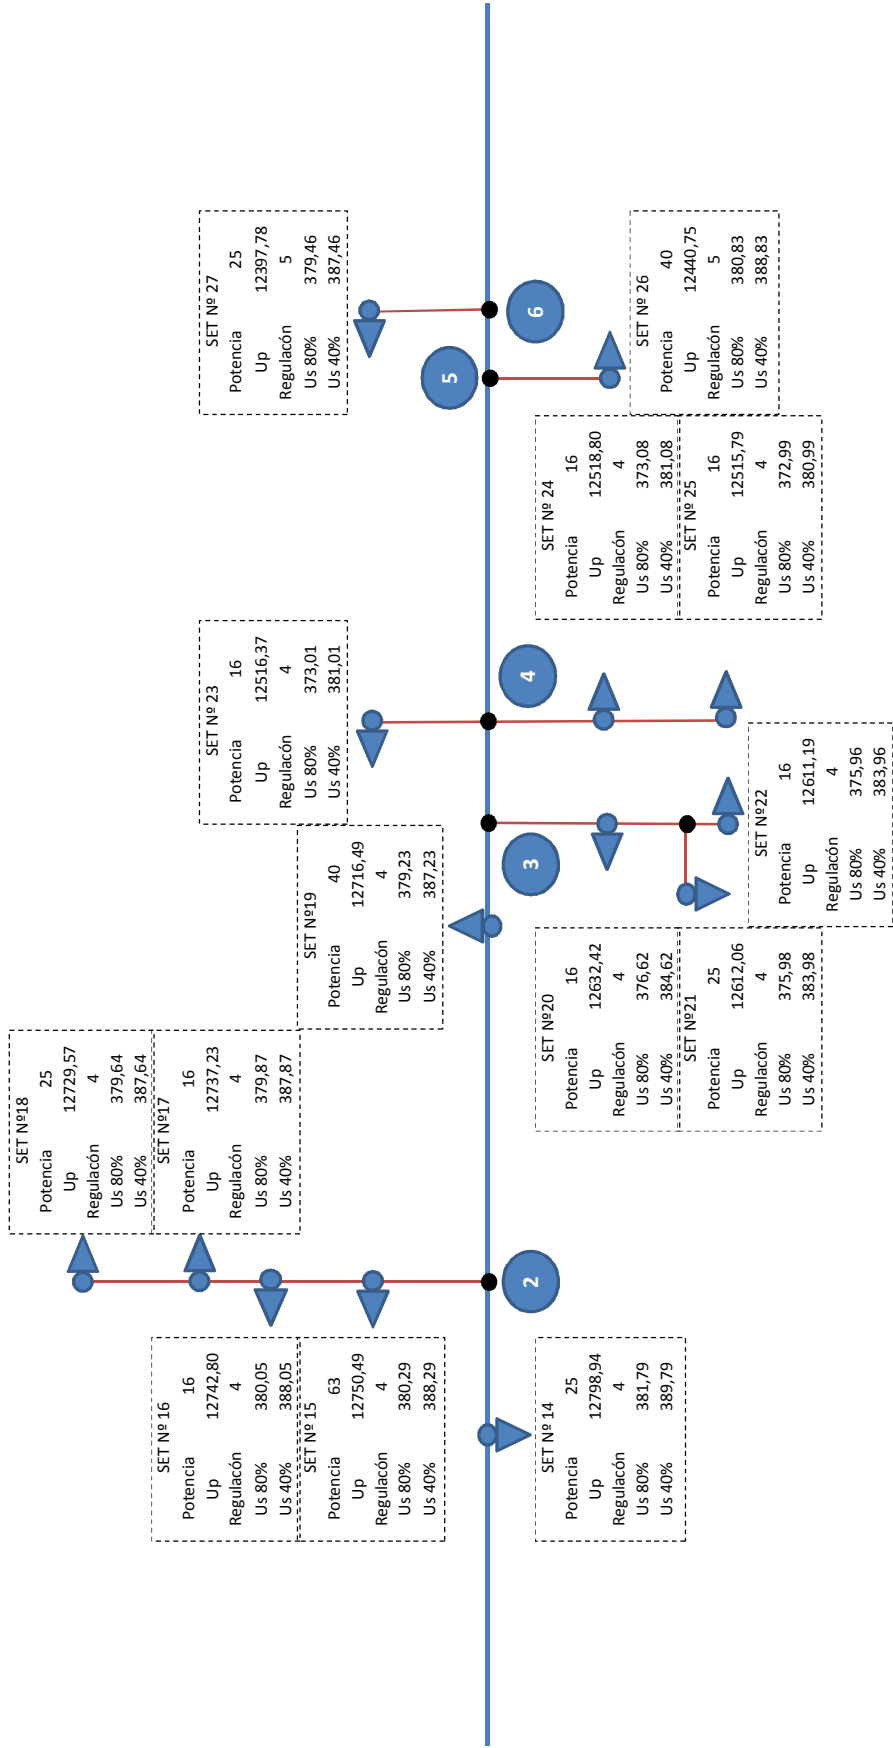 SET Nº18
Potencia 25
Up 12729,57
Regulacón 4
Us 80% 379,64
Us 40% 387,64
SET Nº 16
Potencia 16
Up 12742,80
Regulacón 4
Us 80% 380,05
Us 40% 388,05
SET Nº17
Potencia 16
Up 12737,23
Regulacón 4
Us 80% 379,87
Us 40% 387,87
SET Nº 23
Potencia 16
Up 12516,37
Regulacón 4
Us 80% 373,01
Us 40% 381,01
SET Nº 27
Potencia 25
Up 12397,78
Regulacón 5
Us 80% 379,46
Us 40% 387,46
SET Nº 15
Potencia 63
Up 12750,49
Regulacón 4
Us 80% 380,29
Us 40% 388,29
SET Nº19
Potencia 40
Up 12716,49
Regulacón 4
Us 80% 379,23
Us 40% 387,23
2
3
4
5
6
SET Nº 14
Potencia 25
Up 12798,94
Regulacón 4
Us 80% 381,79
Us 40% 389,79
SET Nº20
Potencia 16
Up 12632,42
Regulacón 4
Us 80% 376,62
Us 40% 384,62
SET Nº 24
Potencia 16
Up 12518,80
Regulacón 4
Us 80% 373,08
Us 40% 381,08
SET Nº 26
Potencia 40
Up 12440,75
Regulacón 5
Us 80% 380,83
Us 40% 388,83
SET Nº21
Potencia 25
Up 12612,06
Regulacón 4
Us 80% 375,98
Us 40% 383,98
SET Nº 25
Potencia 16
Up 12515,79
Regulacón 4
Us 80% 372,99
Us 40% 380,99
SET Nº22
Potencia 16
Up 12611,19
Regulacón 4
Us 80% 375,96
Us 40% 383,96